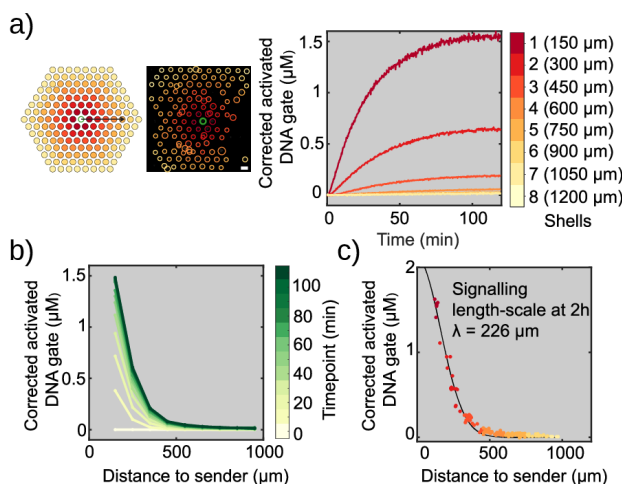 a)
Corrected activated
DNA gate (µM)
1.5
1
0.5
0
0
50
100
Time (min)
1 (150 µm)
2 (300 µm)
3 (450 µm)
4 (600 µm)
5 (750 µm)
6 (900 µm)
7 (1050 µm)
8 (1200 µm)
Shells
b)
Corrected activated
DNA gate (µM)
1.5
1
0.5
0
0
500
1000
Distance to sender (µm)
100
80
60
40
20
0
Timepoint (min)
c)
Corrected activated
DNA gate (µM)
2
1
0
0
500
1000
Distance to sender (µm)
Signalling
length-scale at 2h
λ = 226 µm